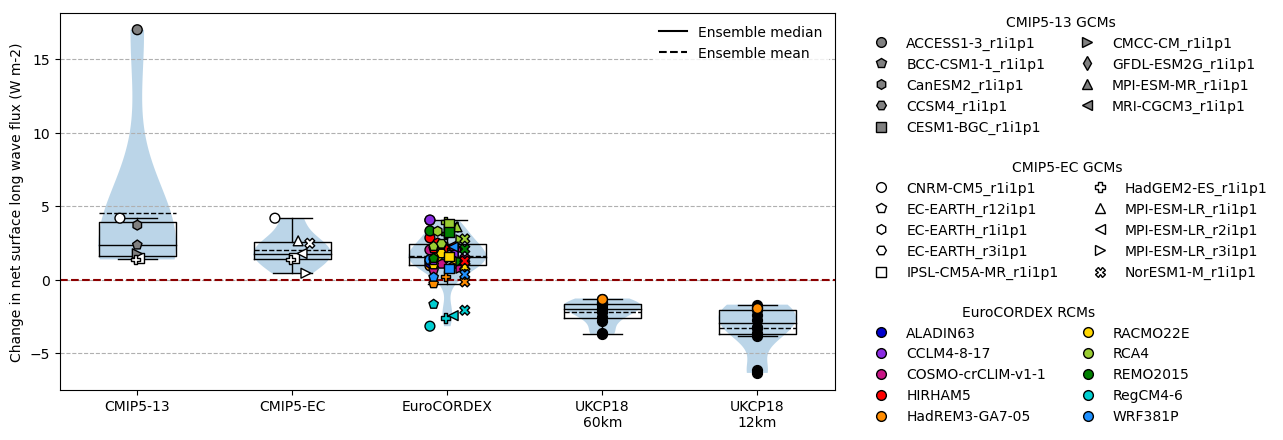 Change in net surface long wave flux (W m-2)
15
10
5
0
−5
Ensemble median
Ensemble mean
CMIP5-13
CMIP5-EC
EuroCORDEX
UKCP18
60km
UKCP18
12km
CMIP5-13 GCMs
ACCESS1-3_r1i1p1
BCC-CSM1-1_r1i1p1
CanESM2_r1i1p1
CCSM4_r1i1p1
CESM1-BGC_r1i1p1
CMCC-CM_r1i1p1
GFDL-ESM2G_r1i1p1
MPI-ESM-MR_r1i1p1
MRI-CGCM3_r1i1p1
CMIP5-EC GCMs
CNRM-CM5_r1i1p1
EC-EARTH_r12i1p1
EC-EARTH_r1i1p1
EC-EARTH_r3i1p1
IPSL-CM5A-MR_r1i1p1
HadGEM2-ES_r1i1p1
MPI-ESM-LR_r1i1p1
MPI-ESM-LR_r2i1p1
MPI-ESM-LR_r3i1p1
NorESM1-M_r1i1p1
EuroCORDEX RCMs
ALADIN63
CCLM4-8-17
COSMO-crCLIM-v1-1
HIRHAM5
HadREM3-GA7-05
RACMO22E
RCA4
REMO2015
RegCM4-6
WRF381P